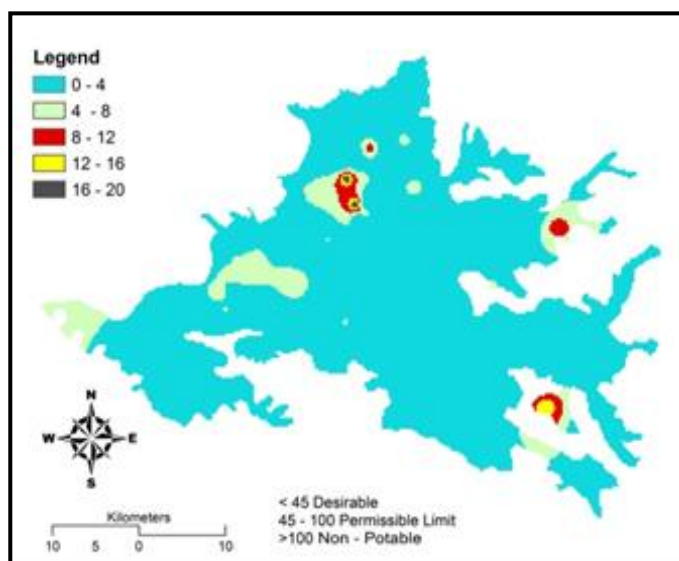 Legend
0 - 4
4 - 8
8 - 12
12 - 16
16 - 20
N
W E
S
< 45 Desirable
45 - 100 Permissible Limit
>100 Non - Potable
Kilometers
10 5 0 10